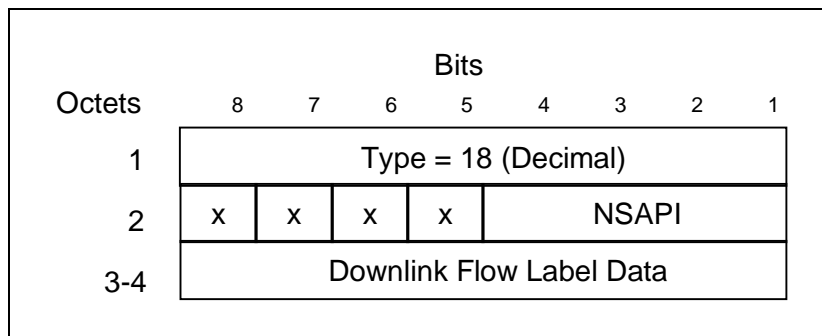 Bits
Octets 8 7 6 5 4 3 2 1
1 Type = 18 (Decimal)
2 x x x x NSAPI
3-4 Downlink Flow Label Data